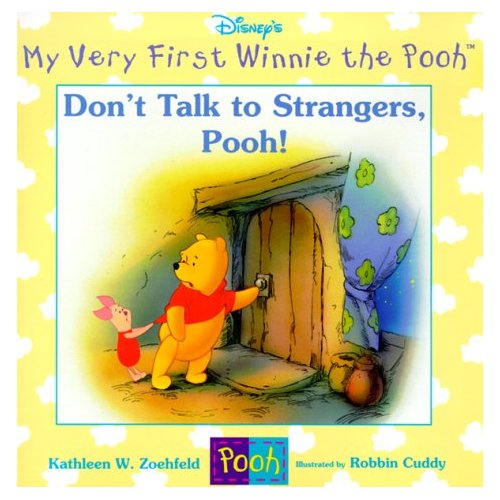 Disney's
My Very First Winnie the Pooh™
Don't Talk to Strangers,
Pooh!
Kathleen W. Zoehfeld
Pooh
Illustrated by Robbin Cuddy